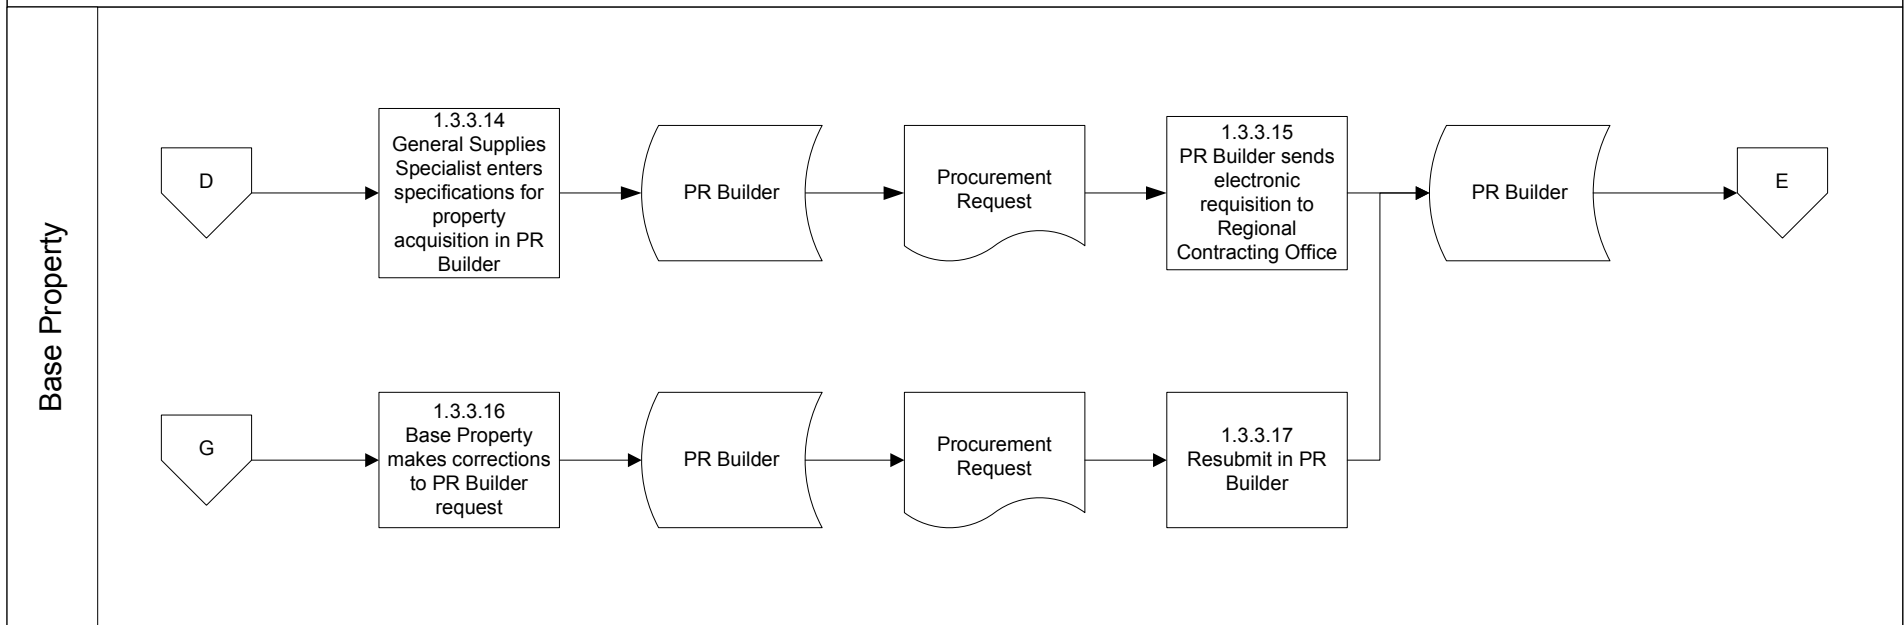 Base Property
D
1.3.3.14
General Supplies
Specialist enters
specifications for
property
acquisition in PR
Builder
PR Builder
Procurement
Request
1.3.3.15
PR Builder sends
electronic
requisition to
Regional
Contracting Office
PR Builder
E
G
1.3.3.16
Base Property
makes corrections
to PR Builder
request
PR Builder
Procurement
Request
1.3.3.17
Resubmit in PR
Builder